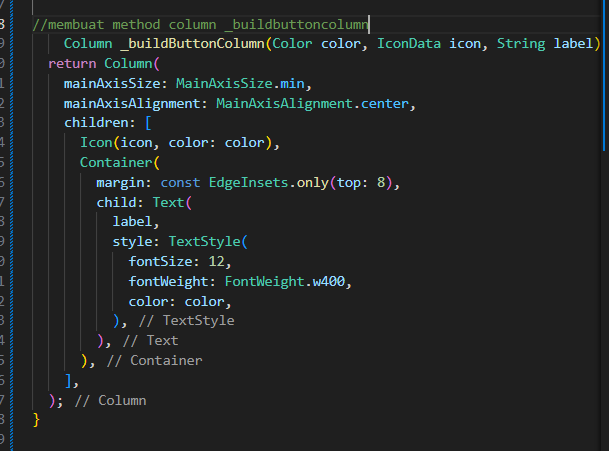 //membuat method column _buildbuttoncolumn
Column _buildButtonColumn(Color color, IconData icon, String label)
return Column(
mainAxisSize: MainAxisSize.min,
mainAxisAlignment: MainAxisAlignment.center,
children: [
Icon(icon, color: color),
Container(
margin: const EdgeInsets.only(top: 8),
child: Text(
label,
style: TextStyle(
fontSize: 12,
fontWeight: FontWeight.w400,
color: color,
), // TextStyle
), // Text
), // Container
],
); // Column
}